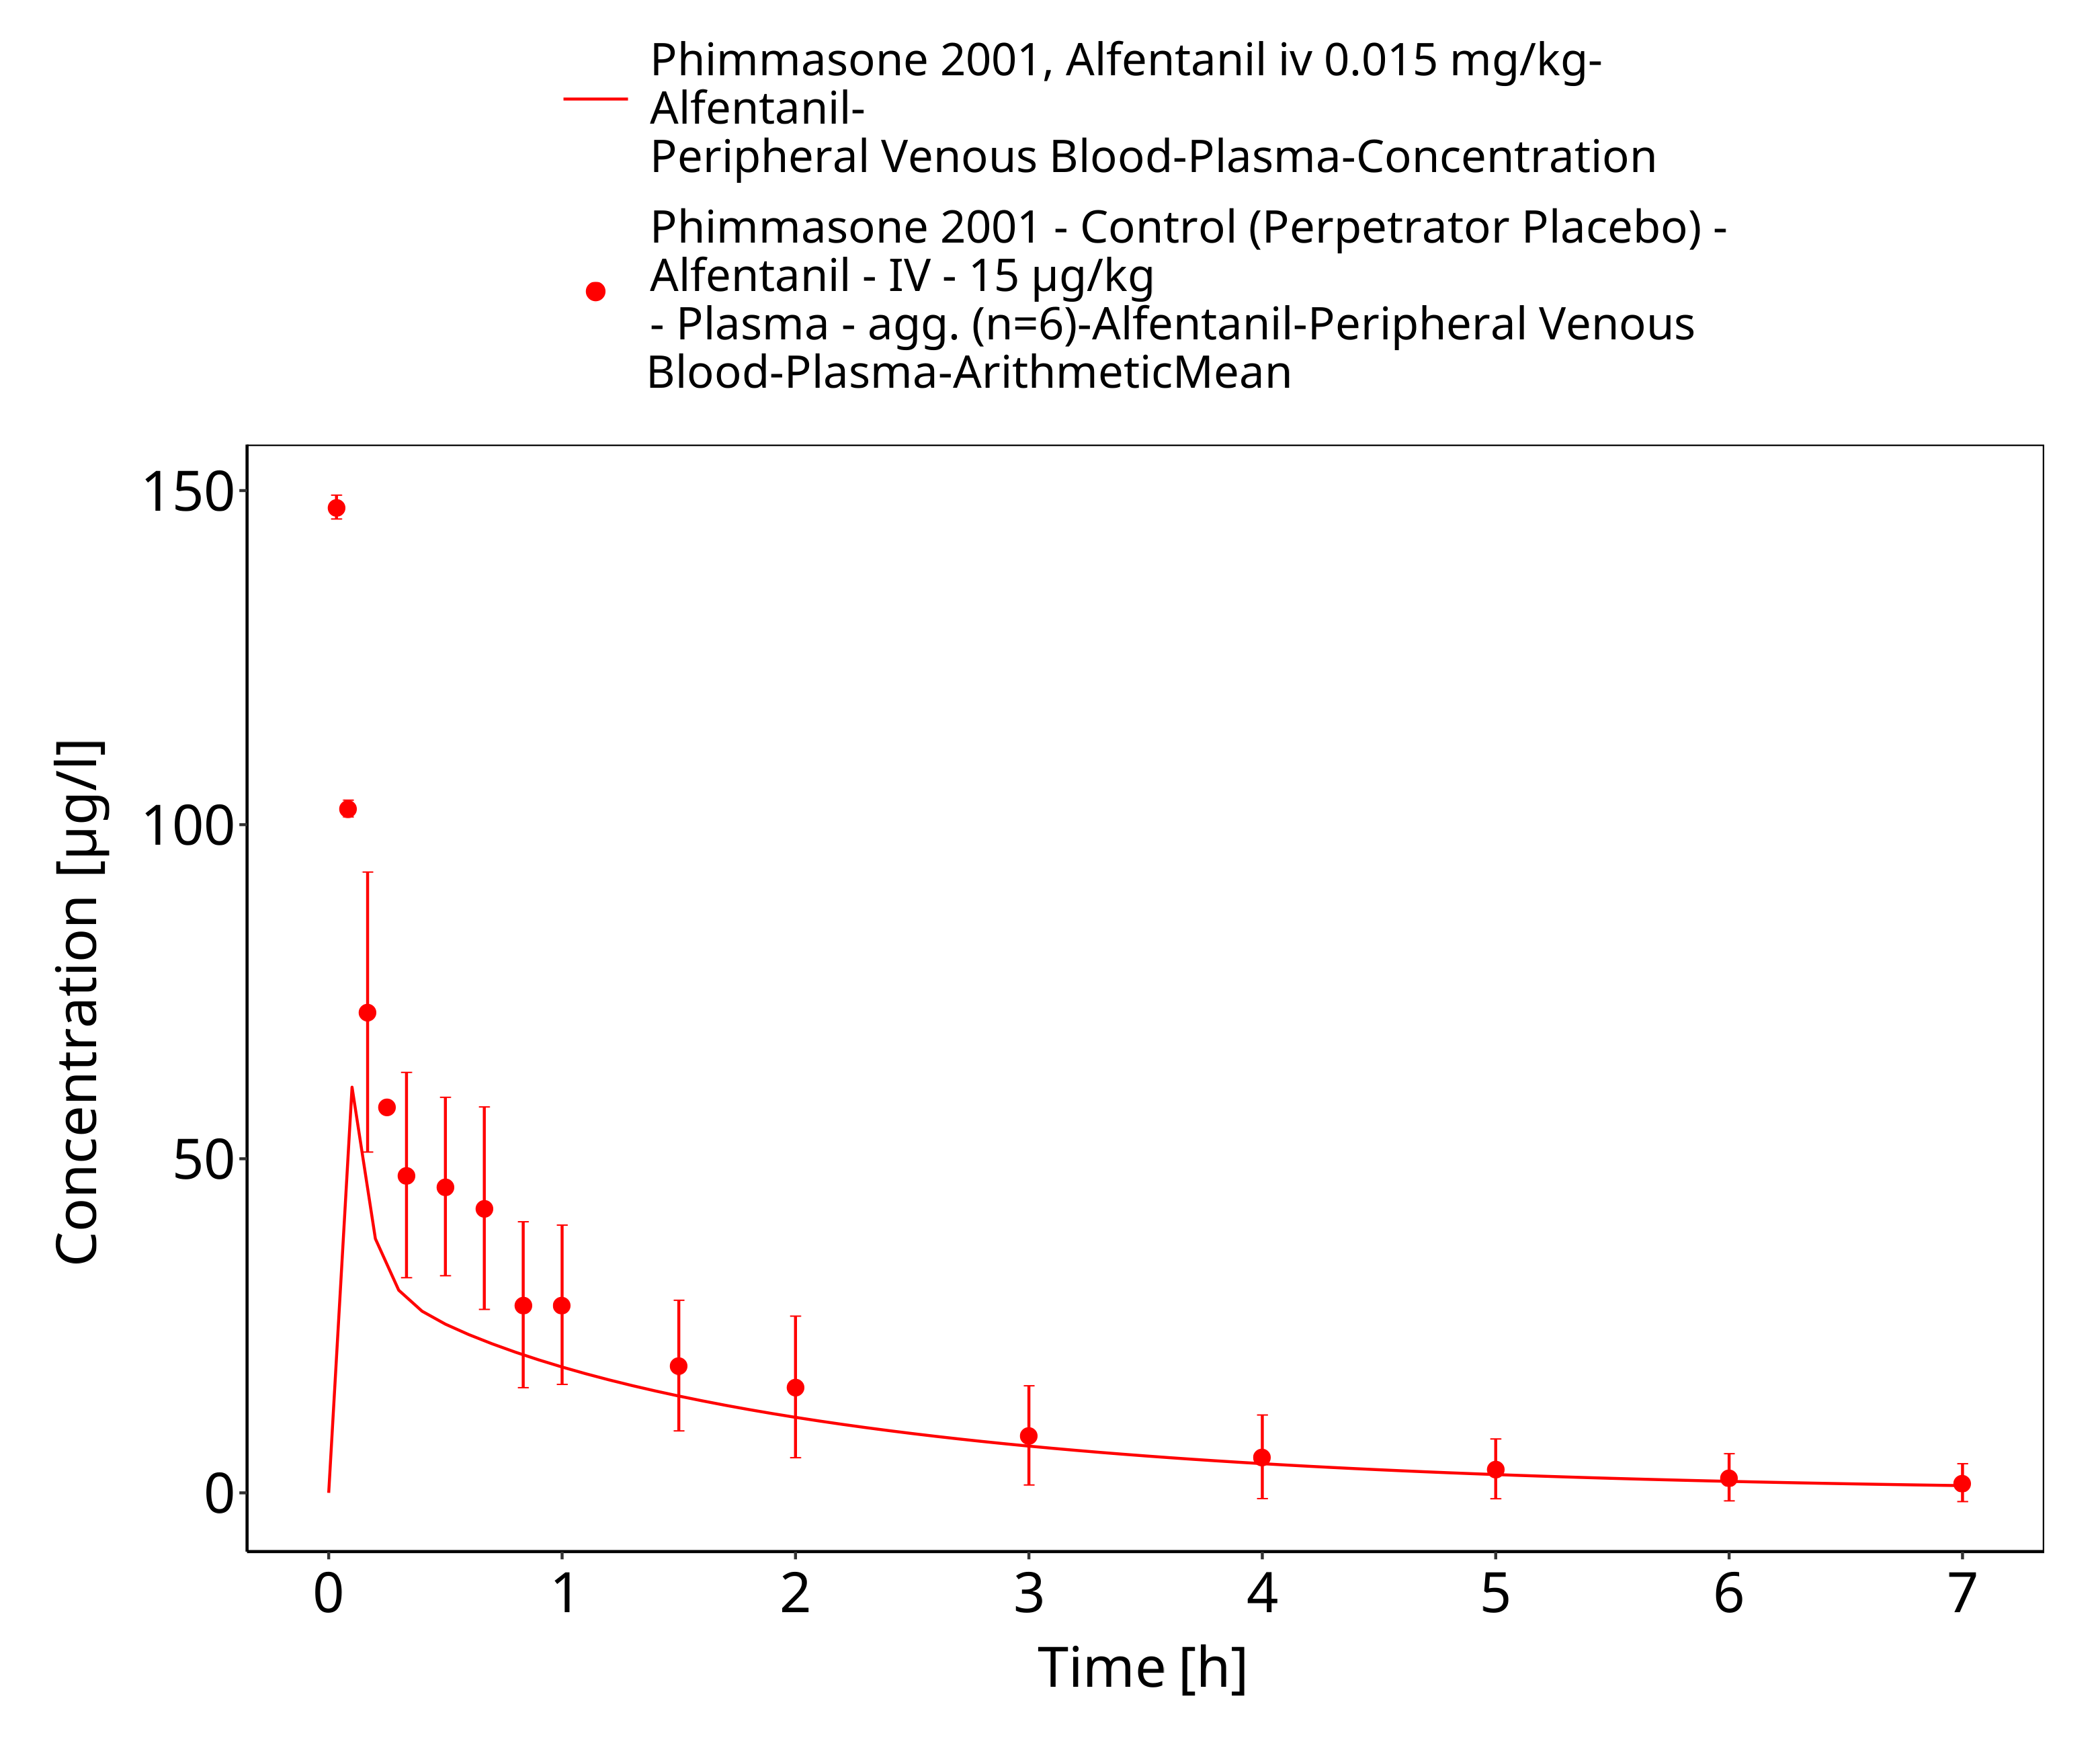 Phimmasone 2001, Alfentanil iv 0.015 mg/kg-
Alfentanil-
Peripheral Venous Blood-Plasma-Concentration
Phimmasone 2001 - Control (Perpetrator Placebo) -
Alfentanil - IV - 15 µg/kg
- Plasma - agg. (n=6)-Alfentanil-Peripheral Venous
Blood-Plasma-ArithmeticMean
Concentration [µg/l]
150
100
50
0
0 1 2 3 4 5 6 7
Time [h]